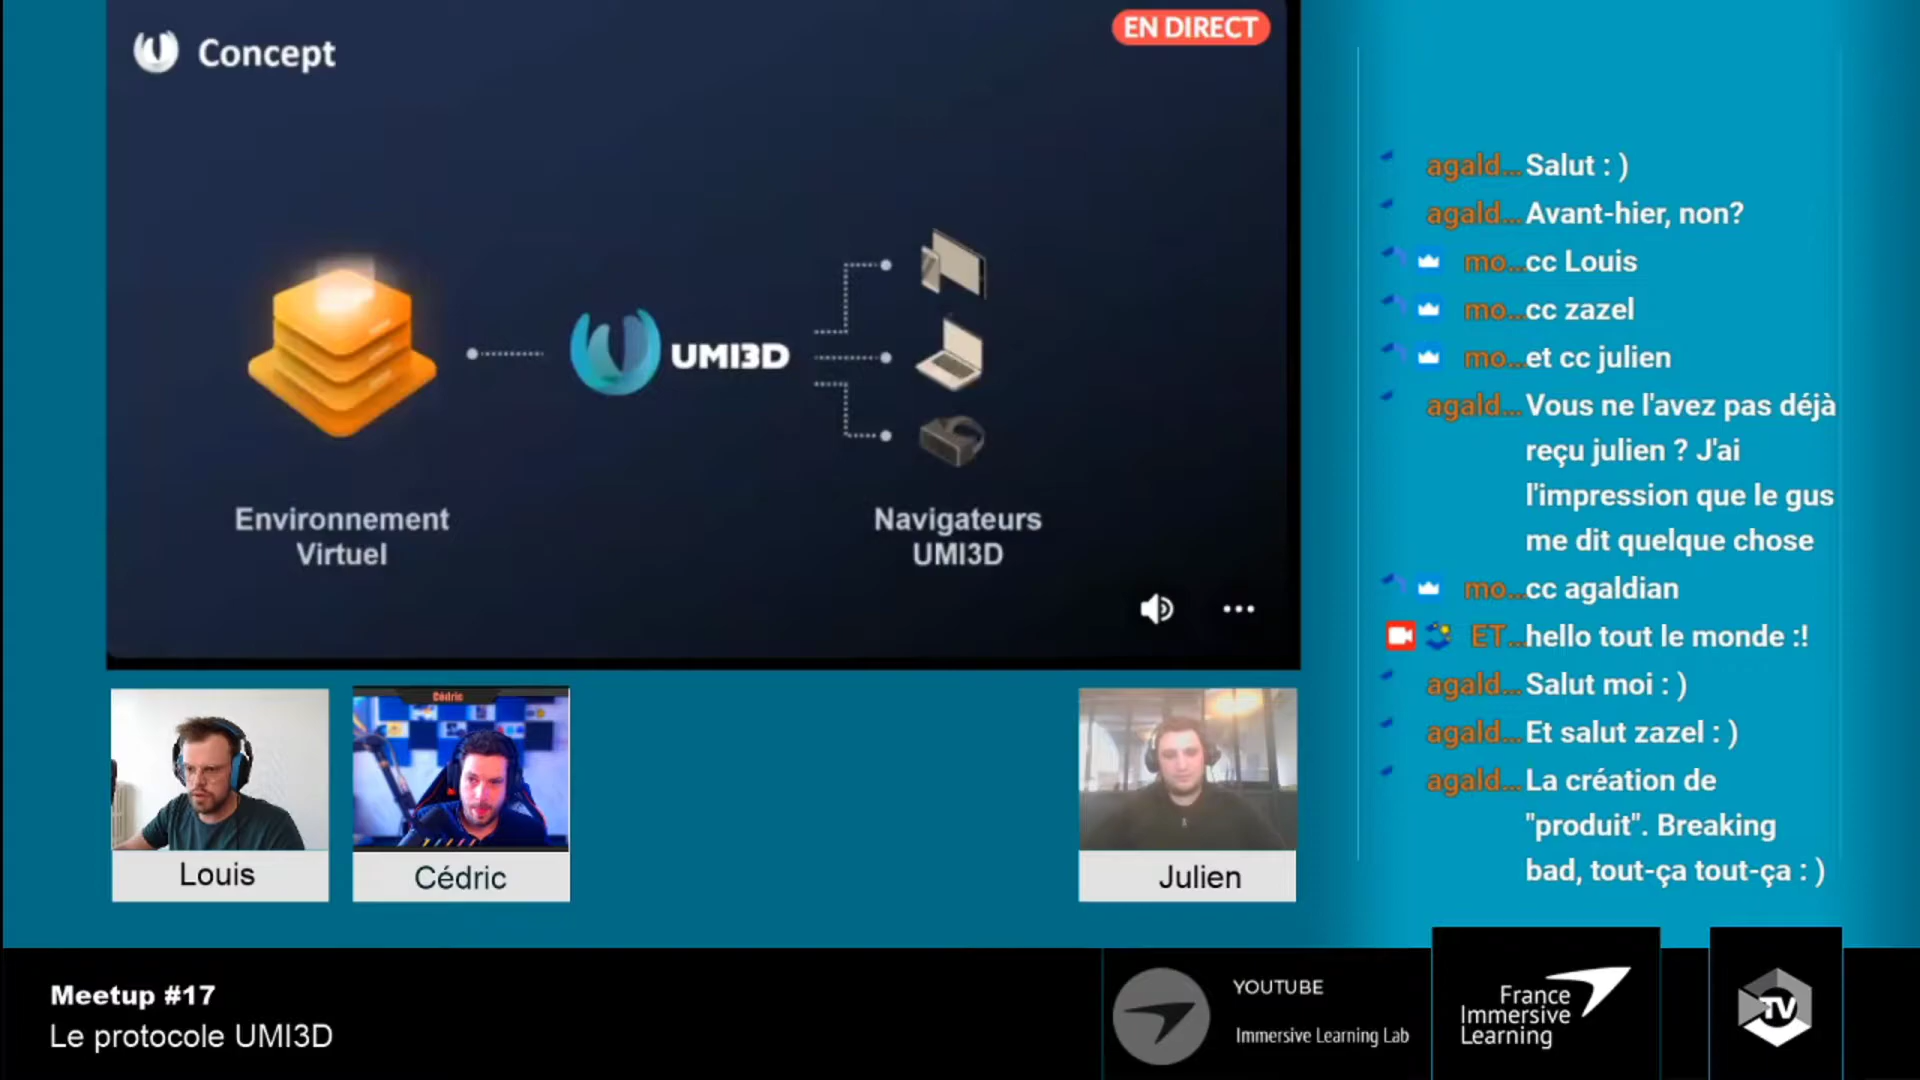 Concept
EN DIRECT
UMI3D
Environnement
Virtuel
Navigateurs
UMI3D
agald... Salut : )
agald... Avant-hier, non?
mo... cc Louis
mo... cc zazel
mo... et cc julien
agald... Vous ne l'avez pas déjà
reçu julien ? J'ai
l'impression que le gus
me dit quelque chose
mo... cc agaldian
ET... hello tout le monde :!
agald... Salut moi : )
agald... Et salut zazel : )
agald... La création de
"produit". Breaking
bad, tout-ça tout-ça : )
Cédric
Louis
Cédric
Julien
Meetup #17
Le protocole UMI3D
YOUTUBE
Immersive Learning Lab
France
Immersive
Learning
TV